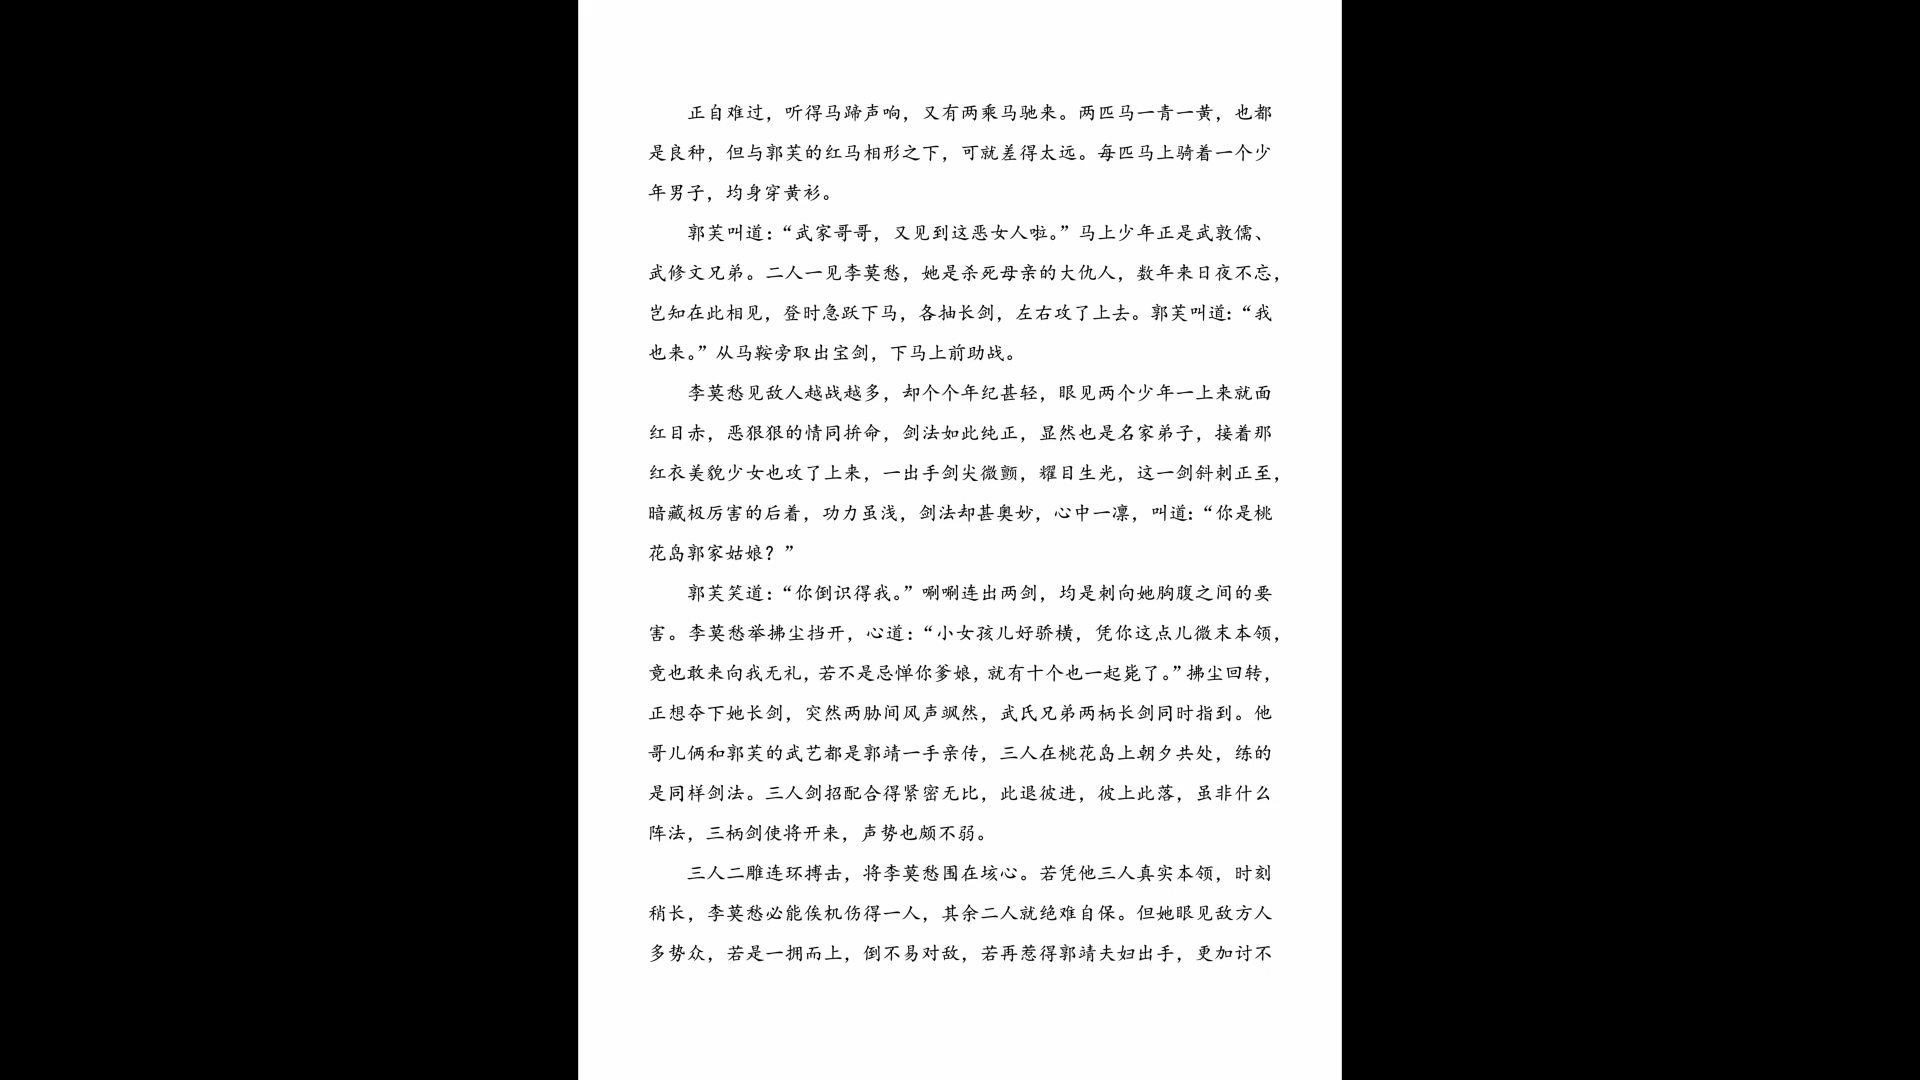 正自难过，听得马蹄声响，又有两乘马驰来。两匹马一青一黄，也都
是良种，但与郭芙的红马相形之下，可就差得太远。每匹马上骑着一个少
年男子，均身穿黄衫。
郭芙叫道：“武家哥哥，又见到这恶女人啦。”马上少年正是武敦儒、
武修文兄弟。二人一见李莫愁，她是杀死母亲的大仇人，数年来日夜不忘，
岂知在此相见，登时急跃下马，各抽长剑，左右攻了上去。郭芙叫道：“我
也来。”从马鞍旁取出宝剑，下马上前助战。
李莫愁见敌人越战越多，却个个年纪甚轻，眼见两个少年一上来就面
红目赤，恶狠狠的情同拚命，剑法如此纯正，显然也是名家弟子，接着那
红衣美貌少女也攻了上来，一出手剑尖微颤，耀目生光，这一剑斜刺正至，
暗藏极厉害的后着，功力虽浅，剑法却甚奥妙，心中一凛，叫道：“你是桃
花岛郭家姑娘？”
郭芙笑道：“你倒识得我。”唰唰连出两剑，均是刺向她胸腹之间的要
害。李莫愁举拂尘挡开，心道：“小女孩儿好骄横，凭你这点儿微末本领，
竟也敢来向我无礼，若不是忌惮你爹娘，就有十个也一起毙了。”拂尘回转，
正想夺下她长剑，突然两胁间风声飒然，武氏兄弟两柄长剑同时指到。他
哥儿俩和郭芙的武艺都是郭靖一手亲传，三人在桃花岛上朝夕共处，练的
是同样剑法。三人剑招配合得紧密无比，此退彼进，彼上此落，虽非什么
阵法，三柄剑使将开来，声势也颇不弱。
三人二雕连环搏击，将李莫愁围在垓心。若凭他三人真实本领，时刻
稍长，李莫愁必能俟机伤得一人，其余二人就绝难自保。但她眼见敌方人
多势众，若是一拥而上，倒不易对敌，若再惹得郭靖夫妇出手，更加讨不